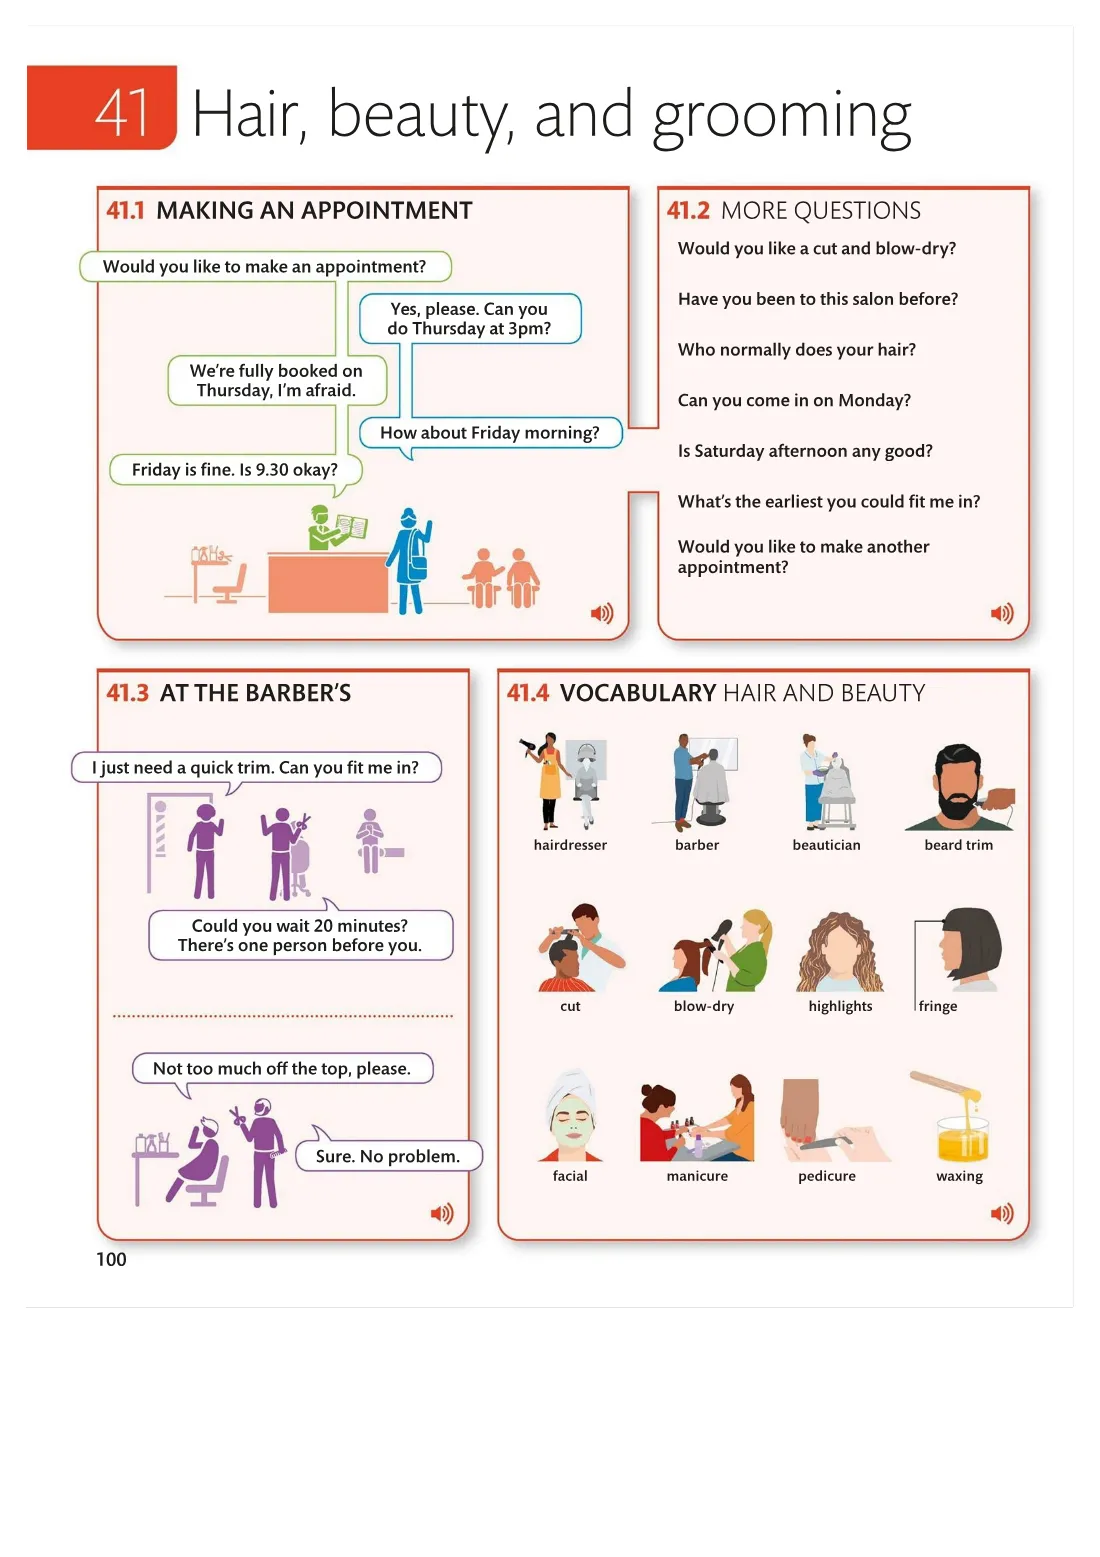 41 Hair, beauty, and grooming
41.1 MAKING AN APPOINTMENT
Would you like to make an appointment?
Yes, please. Can you
do Thursday at 3pm?
We're fully booked on
Thursday, I'm afraid.
How about Friday morning?
Friday is fine. Is 9.30 okay?
41.2 MORE QUESTIONS
Would you like a cut and blow-dry?
Have you been to this salon before?
Who normally does your hair?
Can you come in on Monday?
Is Saturday afternoon any good?
What's the earliest you could fit me in?
Would you like to make another
appointment?
41.3 AT THE BARBER'S
I just need a quick trim. Can you fit me in?
Could you wait 20 minutes?
There's one person before you.
Not too much off the top, please.
Sure. No problem.
41.4 VOCABULARY HAIR AND BEAUTY
hairdresser
barber
beautician
beard trim
cut
blow-dry
highlights
fringe
facial
manicure
pedicure
waxing
100